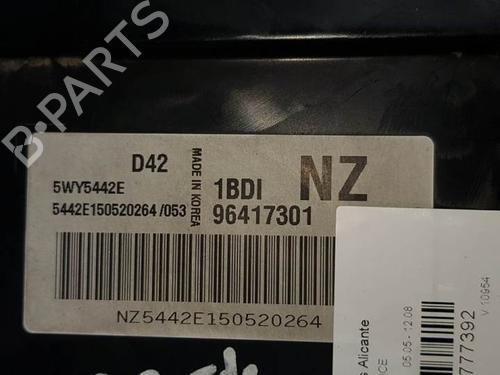 B-PARTS
D42
5WY5442E
5442E150520264/053
MADE IN KOREA
1BDI
NZ
96417301
NZ5442E150520264
s Alicante
CE
05.05 - 12.08
777392
V 10954